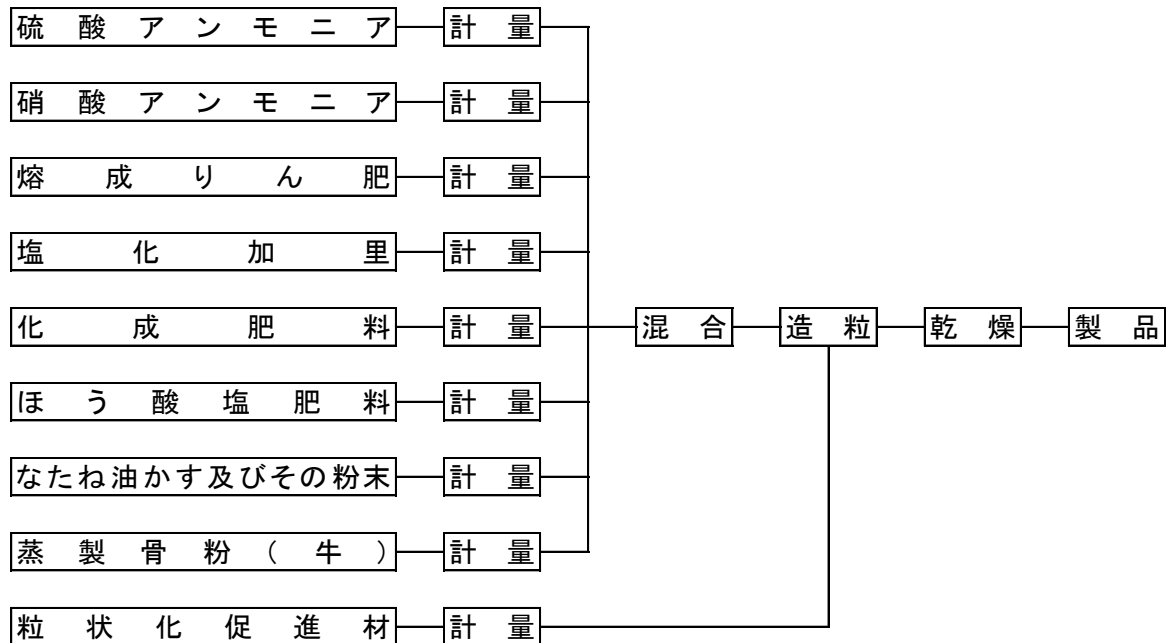 硫酸アンモニア 計量
硝酸アンモニア 計量
熔成りん肥 計量
塩化加里 計量
化成肥料 計量 混合 造粒 乾燥 製品
ほう酸塩肥料 計量
なたね油かす及びその粉末 計量
蒸製骨粉(牛) 計量
粒状化促進材 計量